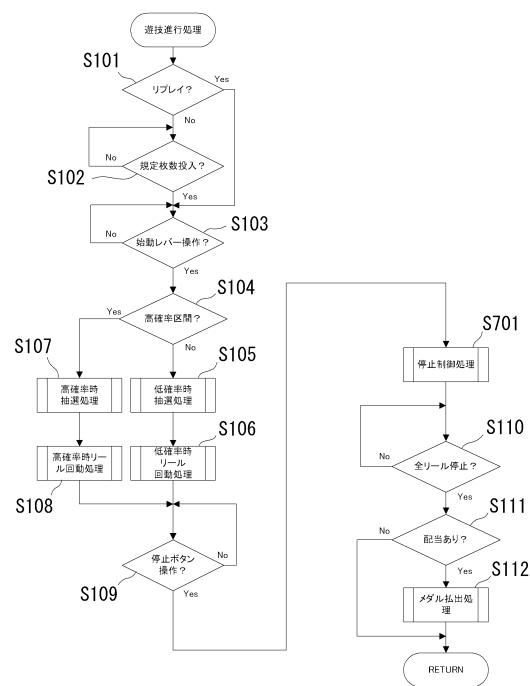 遊技進行処理
S101
リプレイ？
Yes
No
規定枚数投入？
No
S102
Yes
S103
No
始動レバー操作？
Yes
S104
Yes
高確率区間？
S107
No
S105
高確率時
抽選処理
低確率時
抽選処理
S106
高確率時リー
ル回動処理
低確率時
リール
回動処理
S108
停止ボタン
操作？
No
S109
Yes
S701
停止制御処理
S110
全リール停止？
No
Yes
S111
No
配当あり？
Yes
S112
メダル払出処
理
RETURN